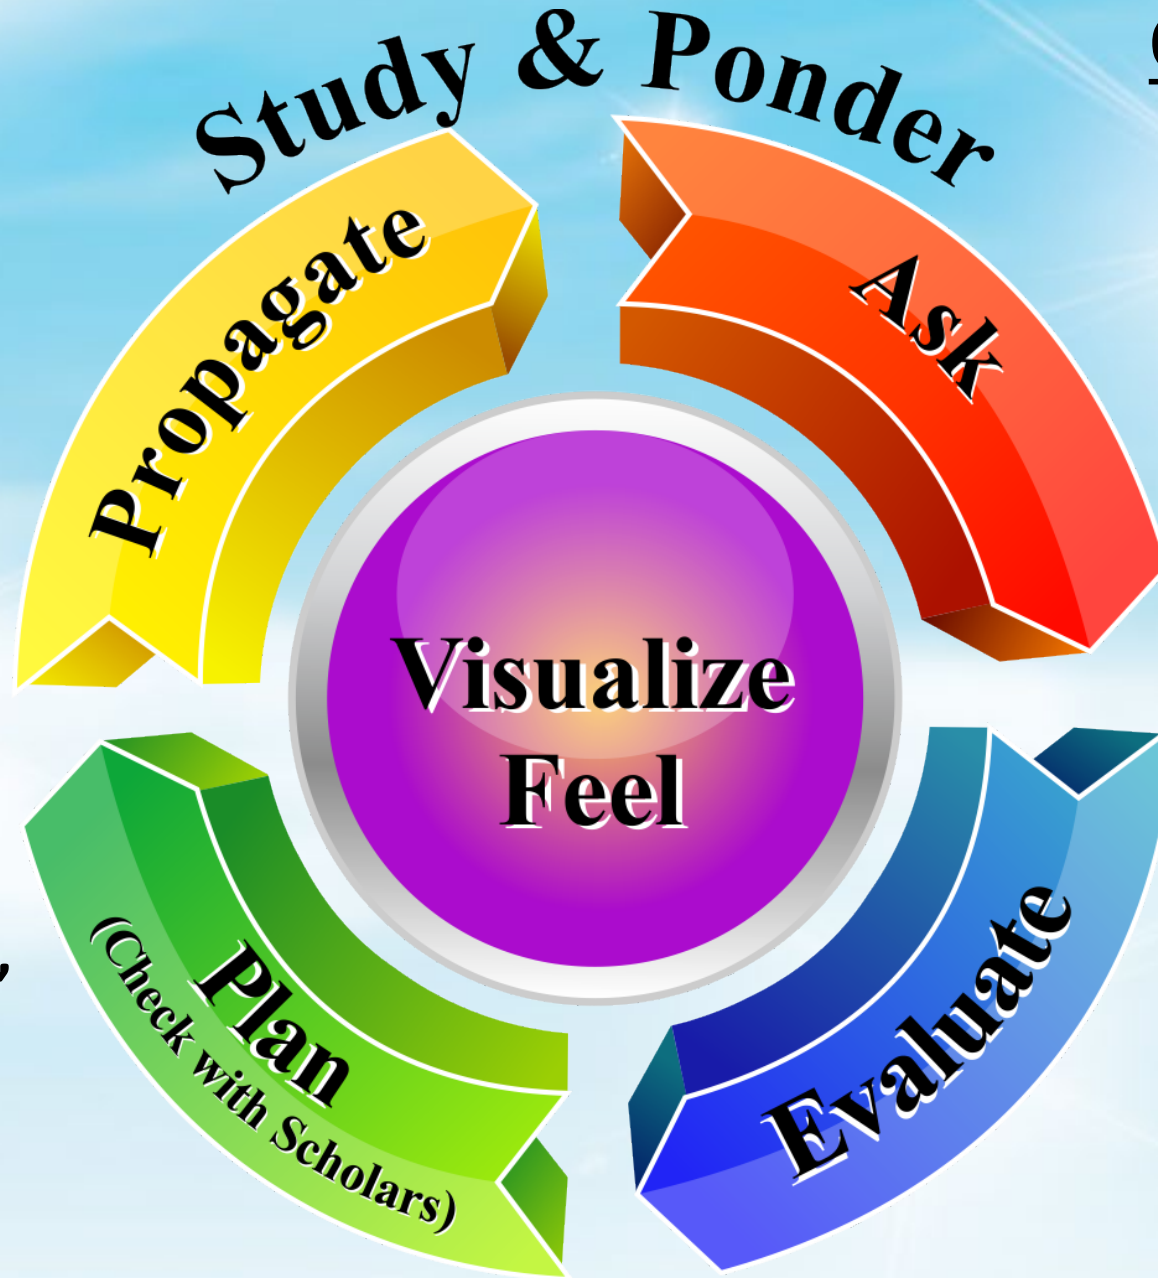 Study & Ponder
Propagate
Ask
Visualize
Feel
Plan
(Check with Scholars)
Evaluate